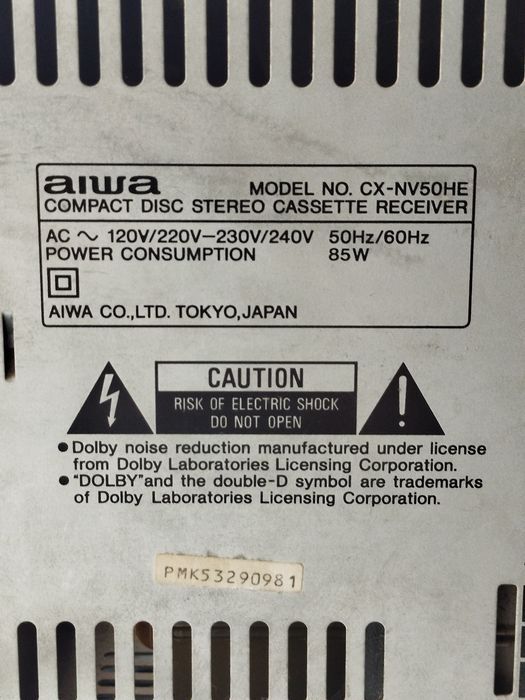 aiwa MODEL NO. CX-NV50HE
COMPACT DISC STEREO CASSETTE RECEIVER
AC ∿ 120V/220V–230V/240V 50Hz/60Hz
POWER CONSUMPTION 85W
AIWA CO.,LTD. TOKYO,JAPAN
CAUTION
RISK OF ELECTRIC SHOCK
DO NOT OPEN
● Dolby noise reduction manufactured under license
from Dolby Laboratories Licensing Corporation.
● "DOLBY"and the double-D symbol are trademarks
of Dolby Laboratories Licensing Corporation.
PMK53290981